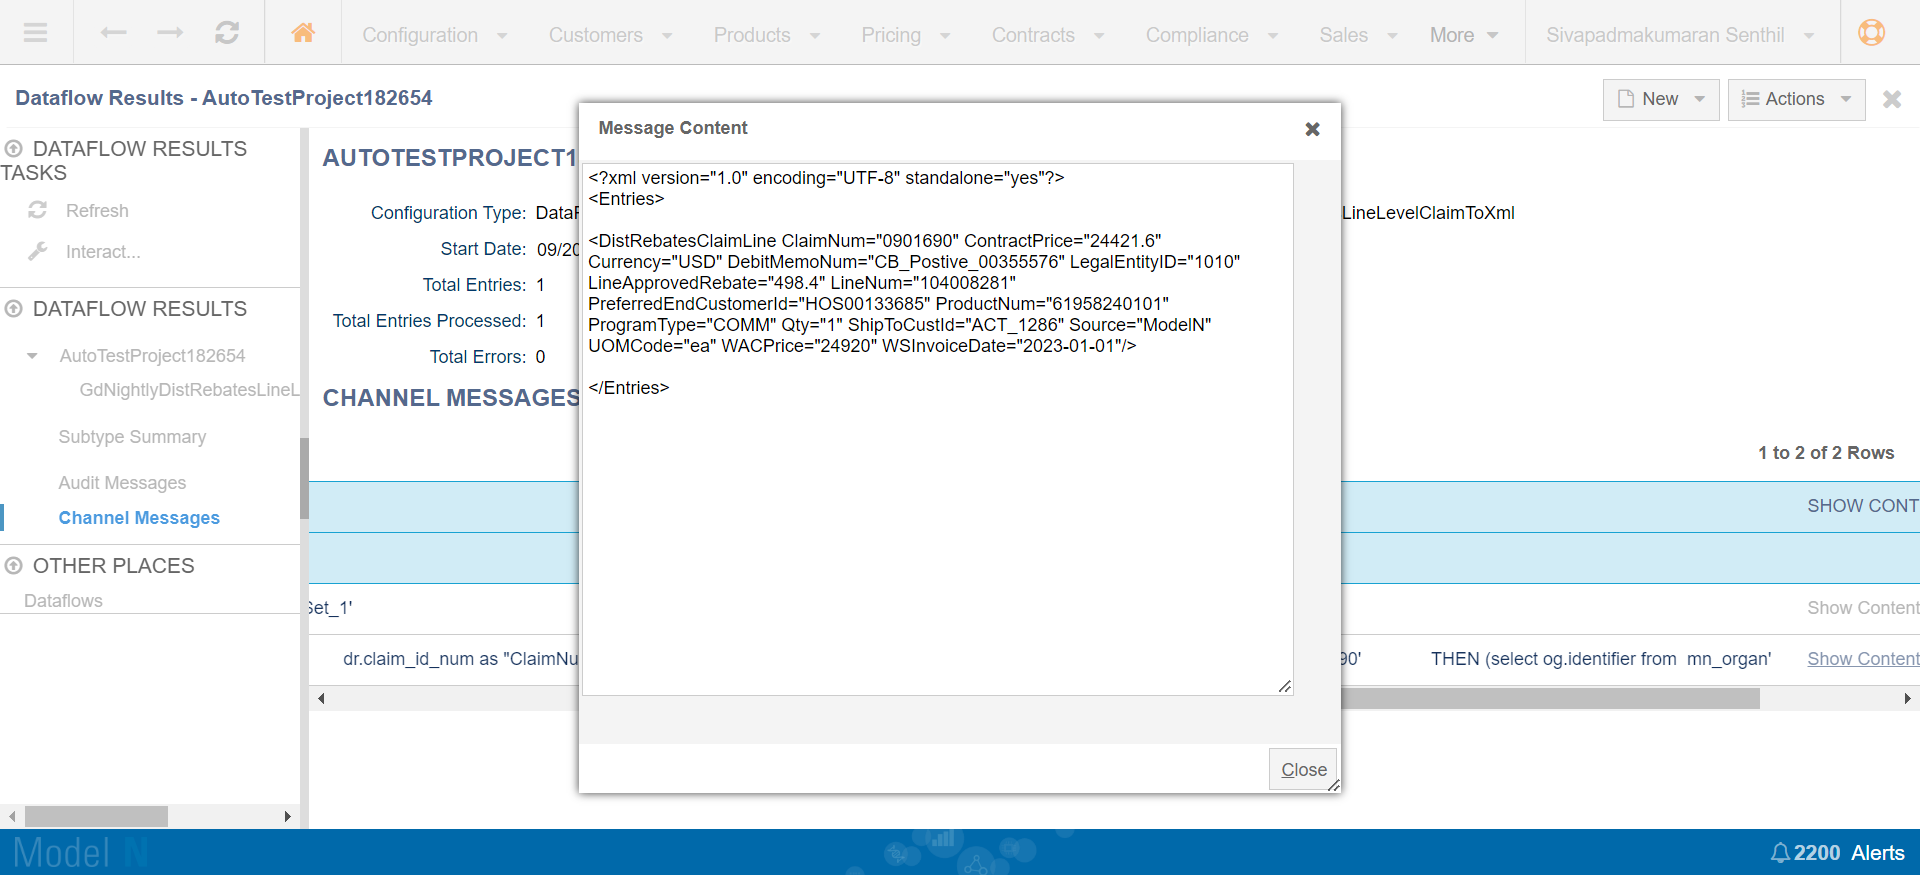 Configuration
Customers
Products
Pricing
Contracts
Compliance
Sales
More
Sivapadmakumaran Senthil
Dataflow Results - AutoTestProject182654
New
Actions
DATAFLOW RESULTS
TASKS
Refresh
Interact...
DATAFLOW RESULTS
AutoTestProject182654
GdNightlyDistRebatesLineL
Subtype Summary
Audit Messages
Channel Messages
OTHER PLACES
Dataflows
AUTOTESTPROJECT1
Configuration Type: DataF
LineLevelClaimToXml
Start Date: 09/20
Total Entries: 1
Total Entries Processed: 1
Total Errors: 0
CHANNEL MESSAGES
1 to 2 of 2 Rows
SHOW CONT
Set_1'
Show Content
dr.claim_id_num as "ClaimNu
90' THEN (select og.identifier from mn_organ'
Show Content
Message Content
<?xml version="1.0" encoding="UTF-8" standalone="yes"?>
<Entries>
<DistRebatesClaimLine ClaimNum="0901690" ContractPrice="24421.6"
Currency="USD" DebitMemoNum="CB_Postive_00355576" LegalEntityID="1010"
LineApprovedRebate="498.4" LineNum="104008281"
PreferredEndCustomerId="HOS00133685" ProductNum="61958240101"
ProgramType="COMM" Qty="1" ShipToCustId="ACT_1286" Source="ModelN"
UOMCode="ea" WACPrice="24920" WSInvoiceDate="2023-01-01"/>
</Entries>
Close
Model N
2200 Alerts